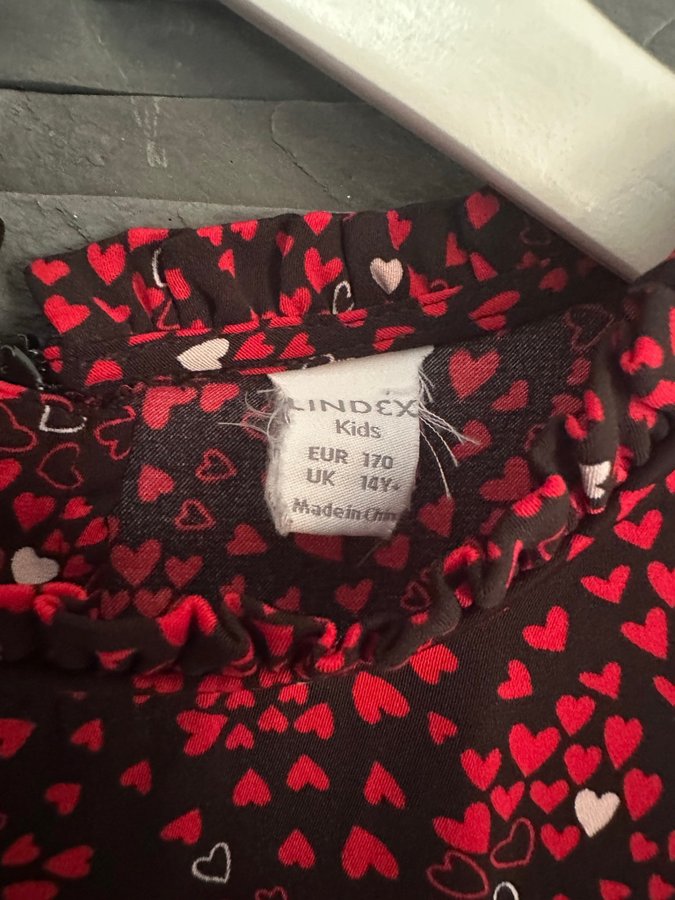 LINDEX
Kids
EUR 170
UK 14Y+
Made in